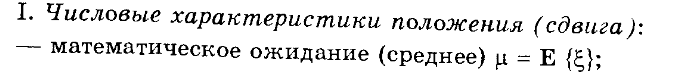 I. Числовые характеристики положения (сдвига):
— математическое ожидание (среднее) μ = E {ξ};